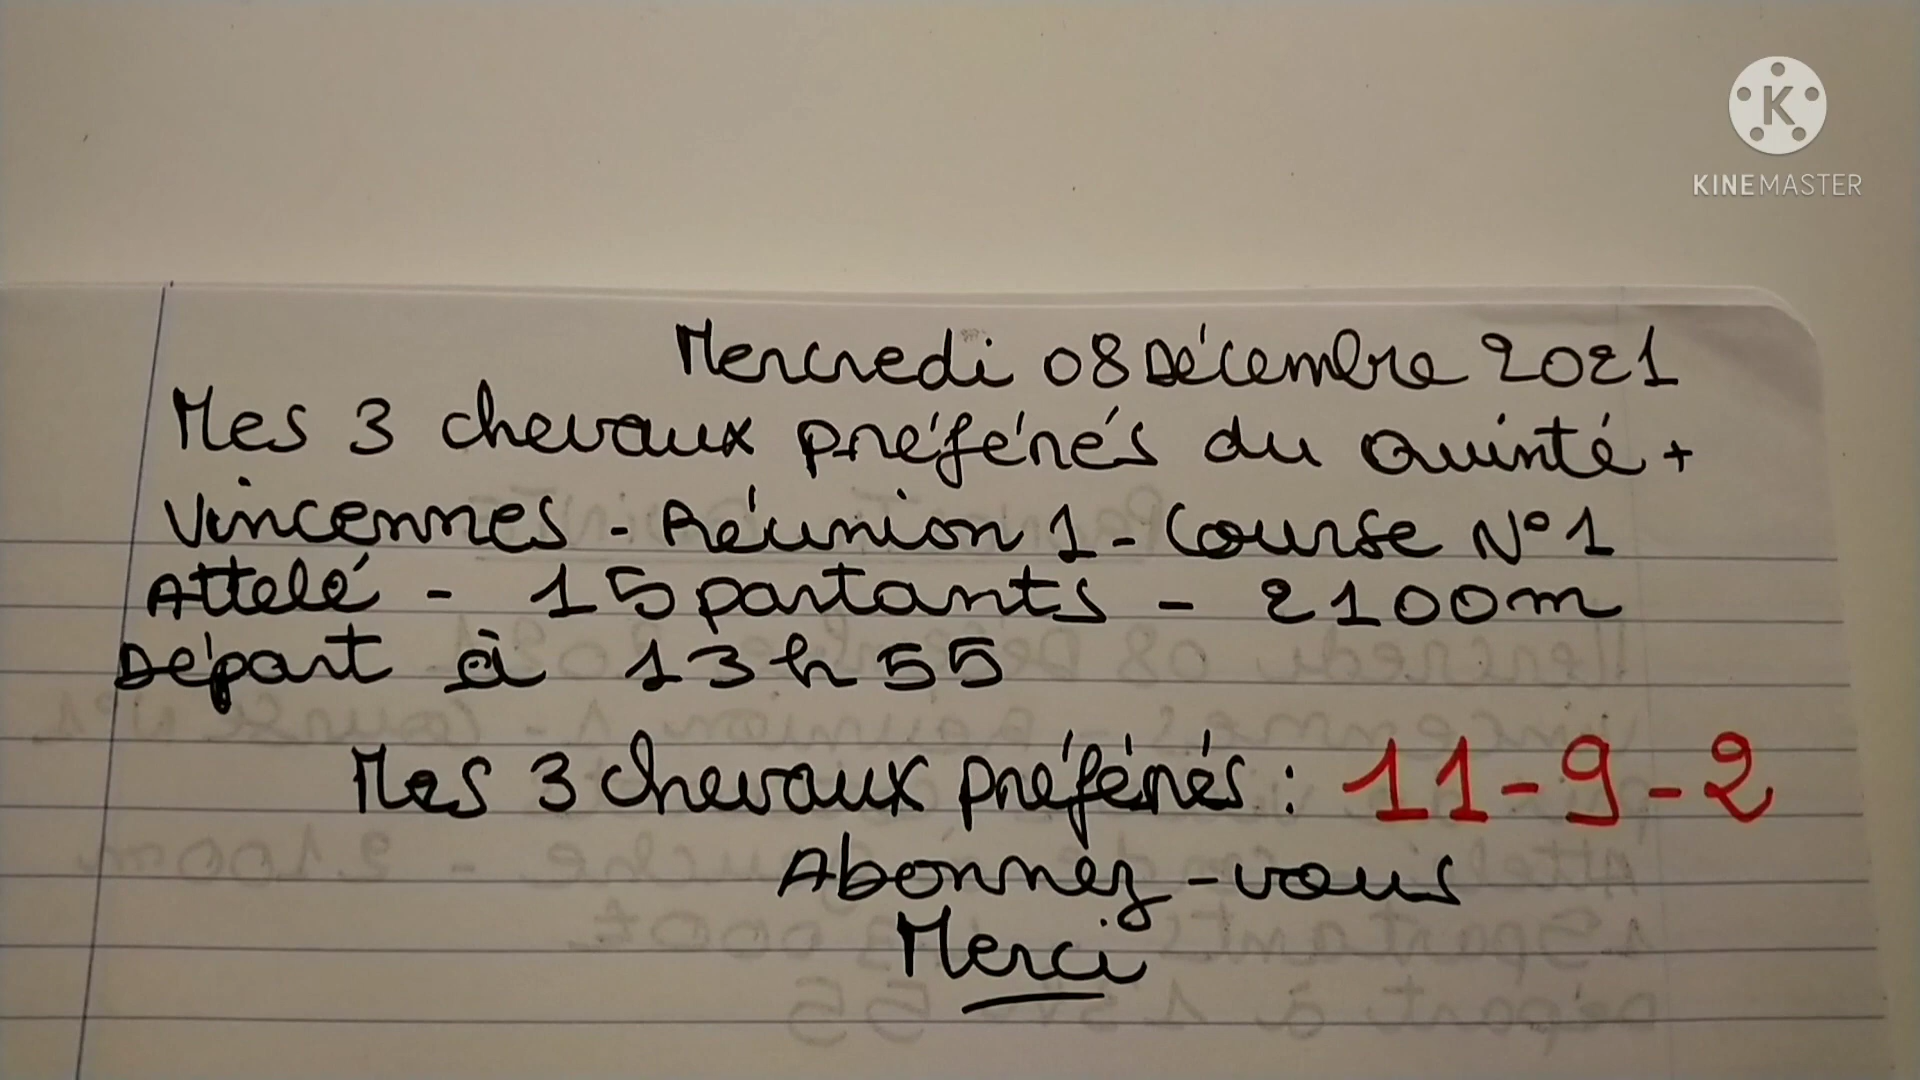 K
KINEMASTER
Mercredi 08 Décembre 2021
Mes 3 chevaux préférés du Quinté +
Vincennes - Réunion 1 - Course N°1
Attelé - 15 partants - 2100m
Départ à 13h55
Mes 3 chevaux préférés : 11 - 9 - 2
Abonnez-vous
Merci